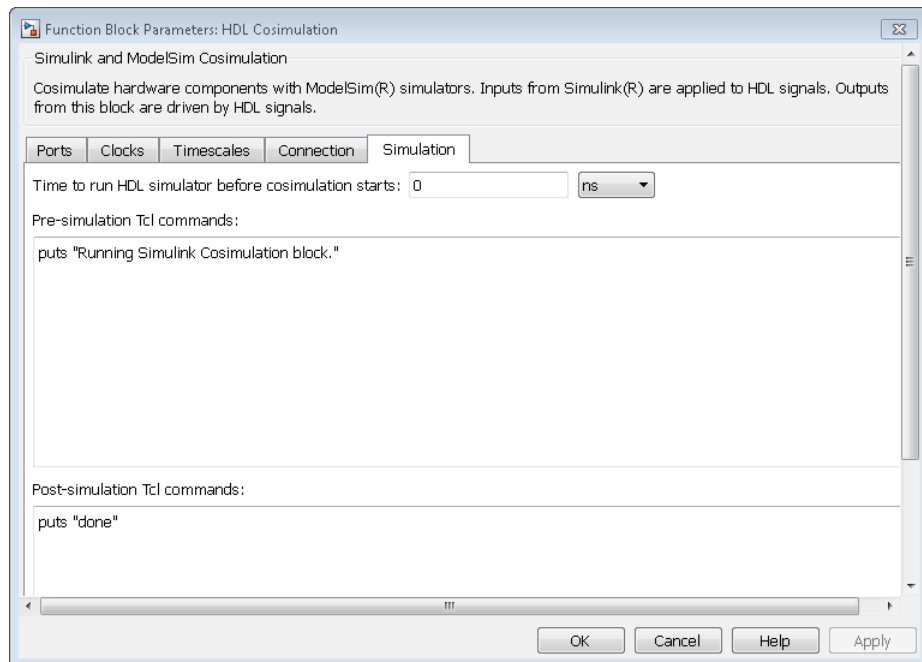 Function Block Parameters: HDL Cosimulation
Simulink and ModelSim Cosimulation
Cosimulate hardware components with ModelSim(R) simulators. Inputs from Simulink(R) are applied to HDL signals. Outputs
from this block are driven by HDL signals.
Ports Clocks Timescales Connection Simulation
Time to run HDL simulator before cosimulation starts: 0 ns
Pre-simulation Tcl commands:
puts "Running Simulink Cosimulation block."
Post-simulation Tcl commands:
puts "done"
OK Cancel Help Apply